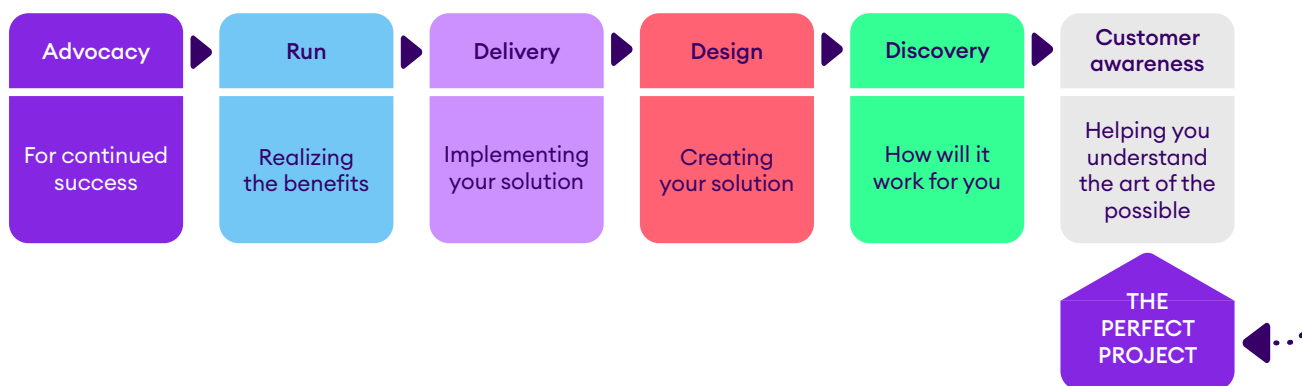 Advocacy
For continued
success
Run
Realizing
the benefits
Delivery
Implementing
your solution
Design
Creating
your solution
Discovery
How will it
work for you
Customer
awareness
Helping you
understand
the art of the
possible
THE
PERFECT
PROJECT